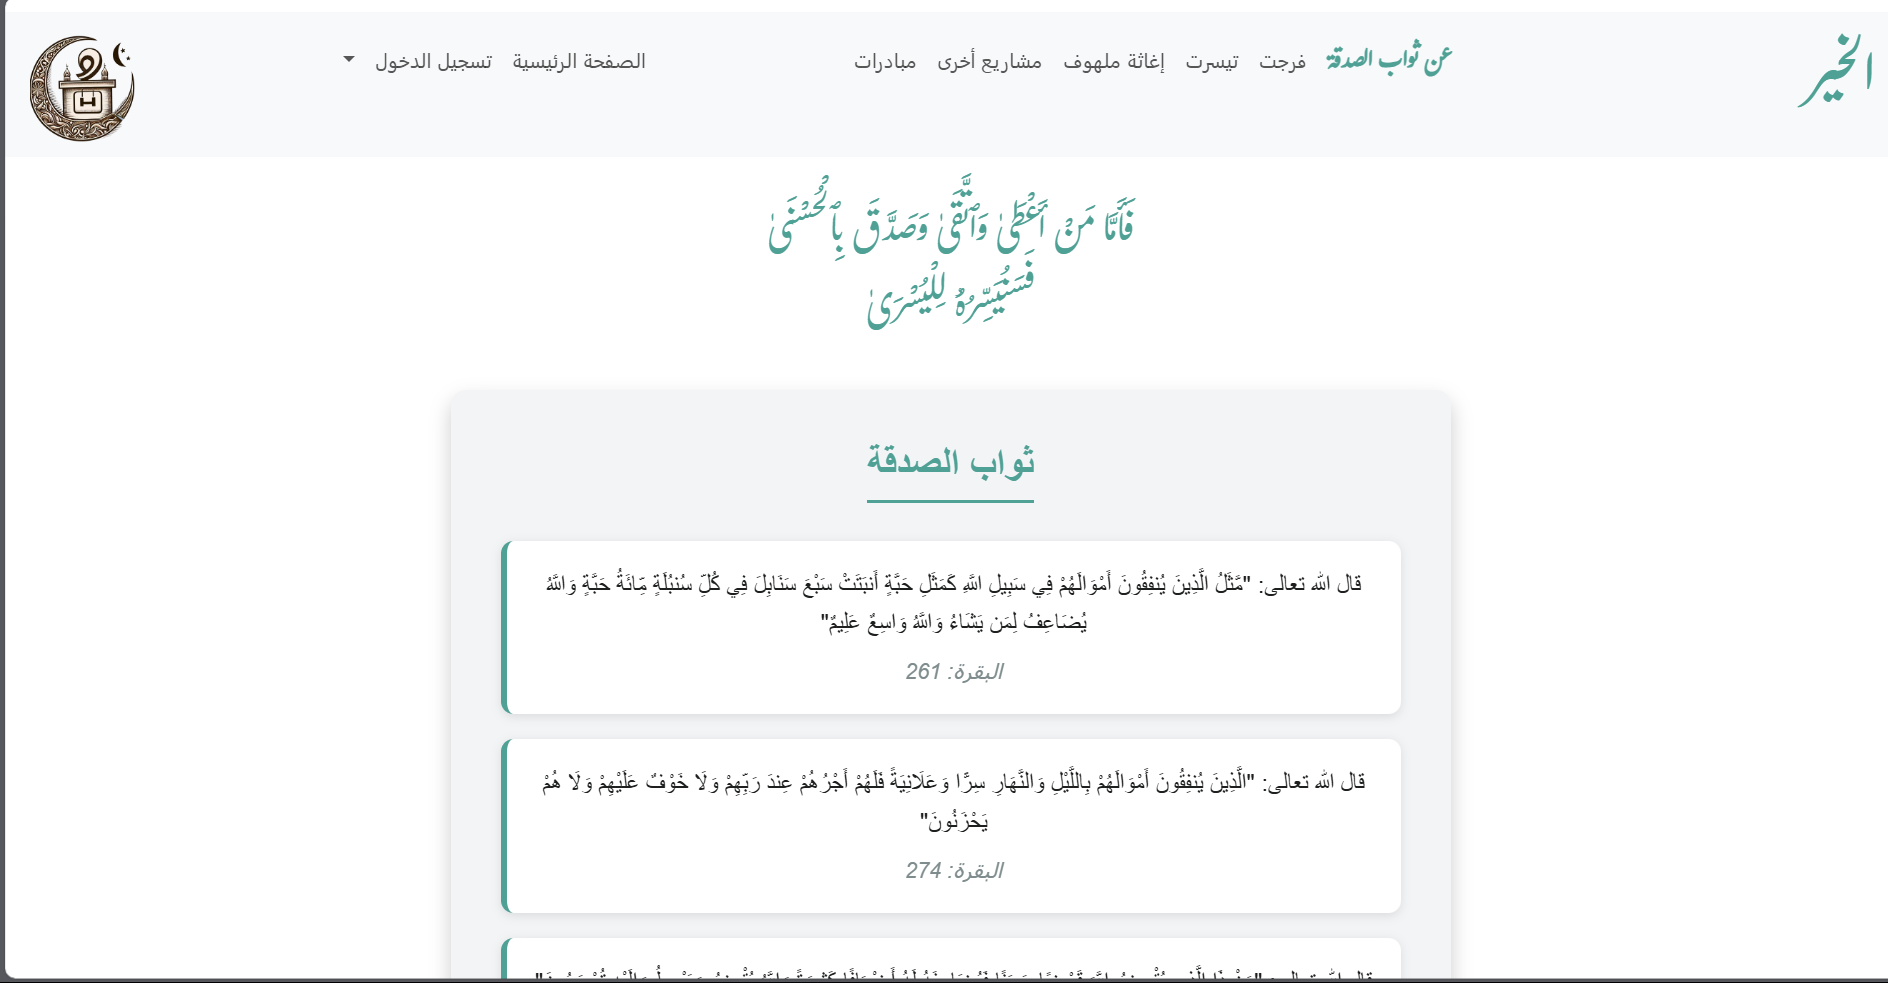 الخير
عن ثواب الصدقة
فرجت
تيسرت
إغاثة ملهوف
مشاريع أخرى
مبادرات
الصفحة الرئيسية
تسجيل الدخول
فَأَمَّا مَنْ أَعْطَىٰ وَٱتَّقَىٰ وَصَدَّقَ بِٱلْحُسْنَىٰ
فَسَنُيَسِّرُهُۥ لِلْيُسْرَىٰ
ثواب الصدقة
قال الله تعالى: "مَّثَلُ الَّذِينَ يُنفِقُونَ أَمْوَالَهُمْ فِي سَبِيلِ اللَّهِ كَمَثَلِ حَبَّةٍ أَنبَتَتْ سَبْعَ سَنَابِلَ فِي كُلِّ سُنبُلَةٍ مِّائَةُ حَبَّةٍ وَاللَّهُ
يُضَاعِفُ لِمَن يَشَاءُ وَاللَّهُ وَاسِعٌ عَلِيمٌ"
البقرة: 261
قال الله تعالى: "الَّذِينَ يُنفِقُونَ أَمْوَالَهُمْ بِاللَّيْلِ وَالنَّهَارِ سِرًّا وَعَلَانِيَةً فَلَهُمْ أَجْرُهُمْ عِندَ رَبِّهِمْ وَلَا خَوْفٌ عَلَيْهِمْ وَلَا هُمْ
يَحْزَنُونَ"
البقرة: 274